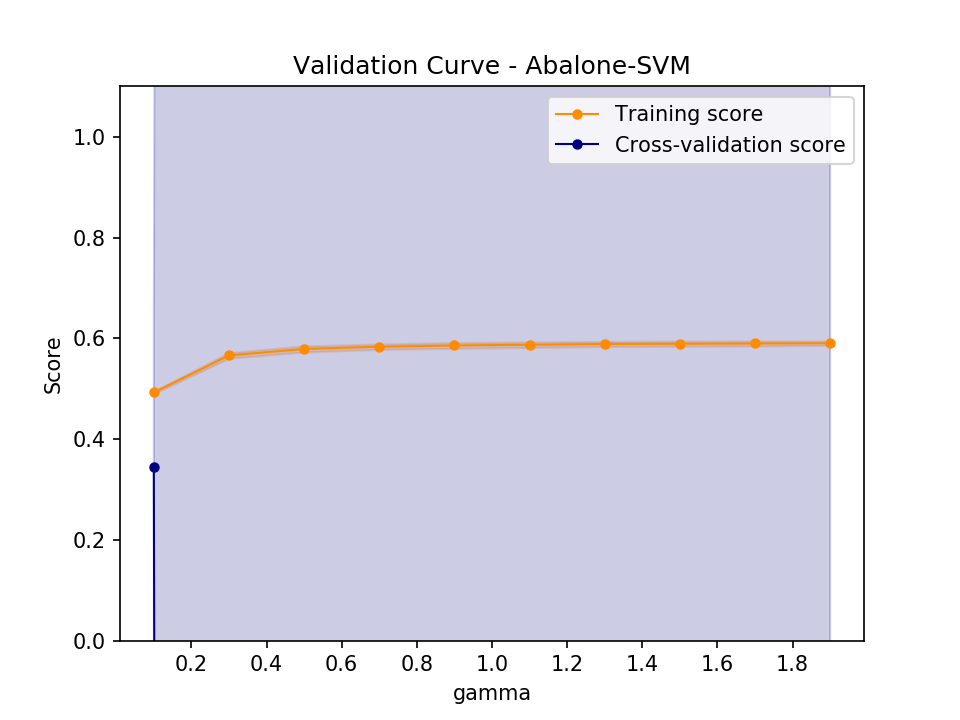 Validation Curve - Abalone-SVM
Training score
Cross-validation score
Score
1.0
0.8
0.6
0.4
0.2
0.0
0.2 0.4 0.6 0.8 1.0 1.2 1.4 1.6 1.8
gamma